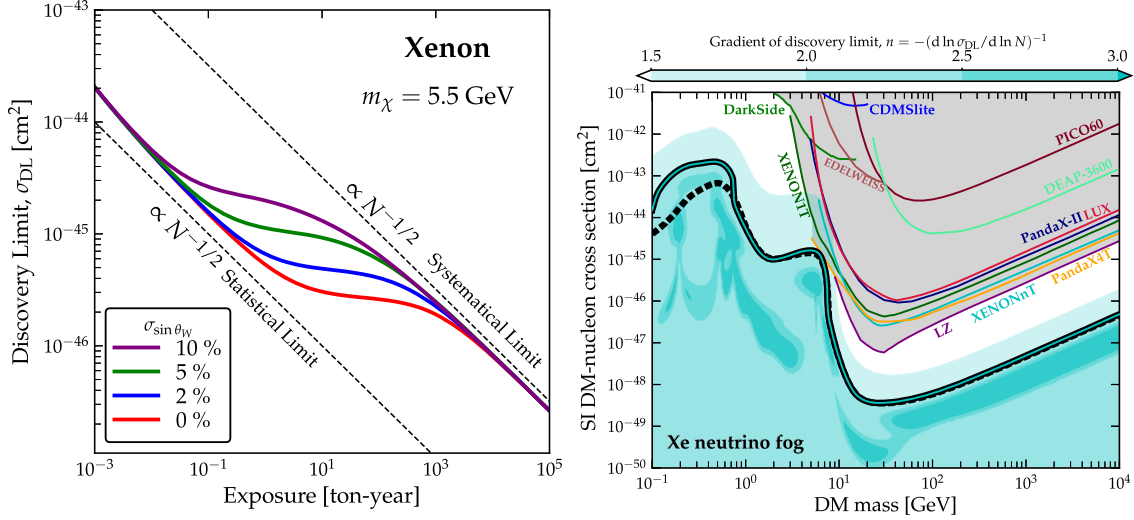 Xenon
m_χ = 5.5 GeV
∝ N^{-1/2}
Systematical Limit
∝ N^{-1/2} Statistical Limit
σ_{sin θ_W}
10 %
5 %
2 %
0 %
Discovery Limit, σ_DL [cm²]
10^{-43}
10^{-44}
10^{-45}
10^{-46}
10^{-3}
10^{-1}
10^1
10^3
10^5
Exposure [ton-year]
Gradient of discovery limit, n = −(d ln σ_DL/d ln N)^{-1}
1.5
2.0
2.5
3.0
SI DM-nucleon cross section [cm²]
10^{-41}
10^{-42}
10^{-43}
10^{-44}
10^{-45}
10^{-46}
10^{-47}
10^{-48}
10^{-49}
10^{-50}
DarkSide
CDMSlite
PICO60
EDELWEISS
XENON1T
DEAP-3600
PandaX-II
LUX
PandaX4T
XENONnT
LZ
Xe neutrino fog
10^{-1}
10^0
10^1
10^2
10^3
10^4
DM mass [GeV]